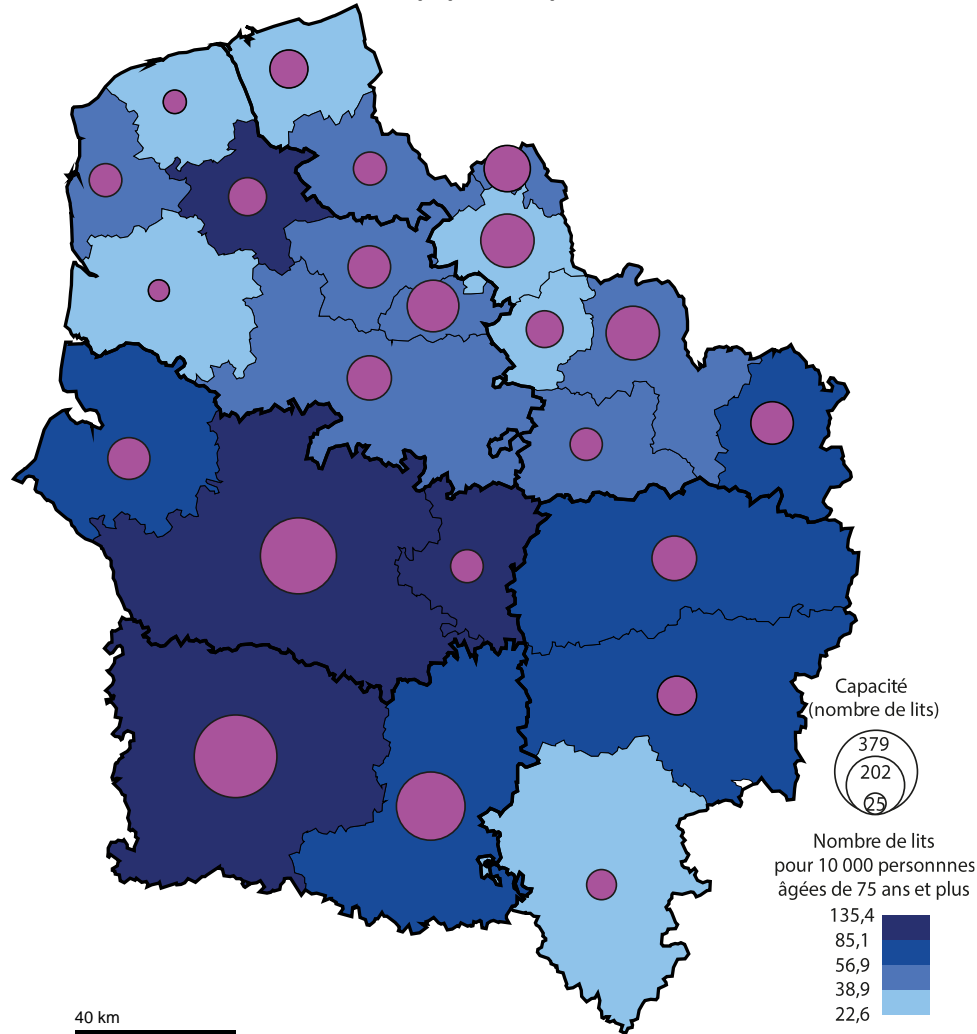 Capacité
(nombre de lits)
379
202
25
Nombre de lits
pour 10 000 personnnes
âgées de 75 ans et plus
135,4
85,1
56,9
38,9
22,6
40 km